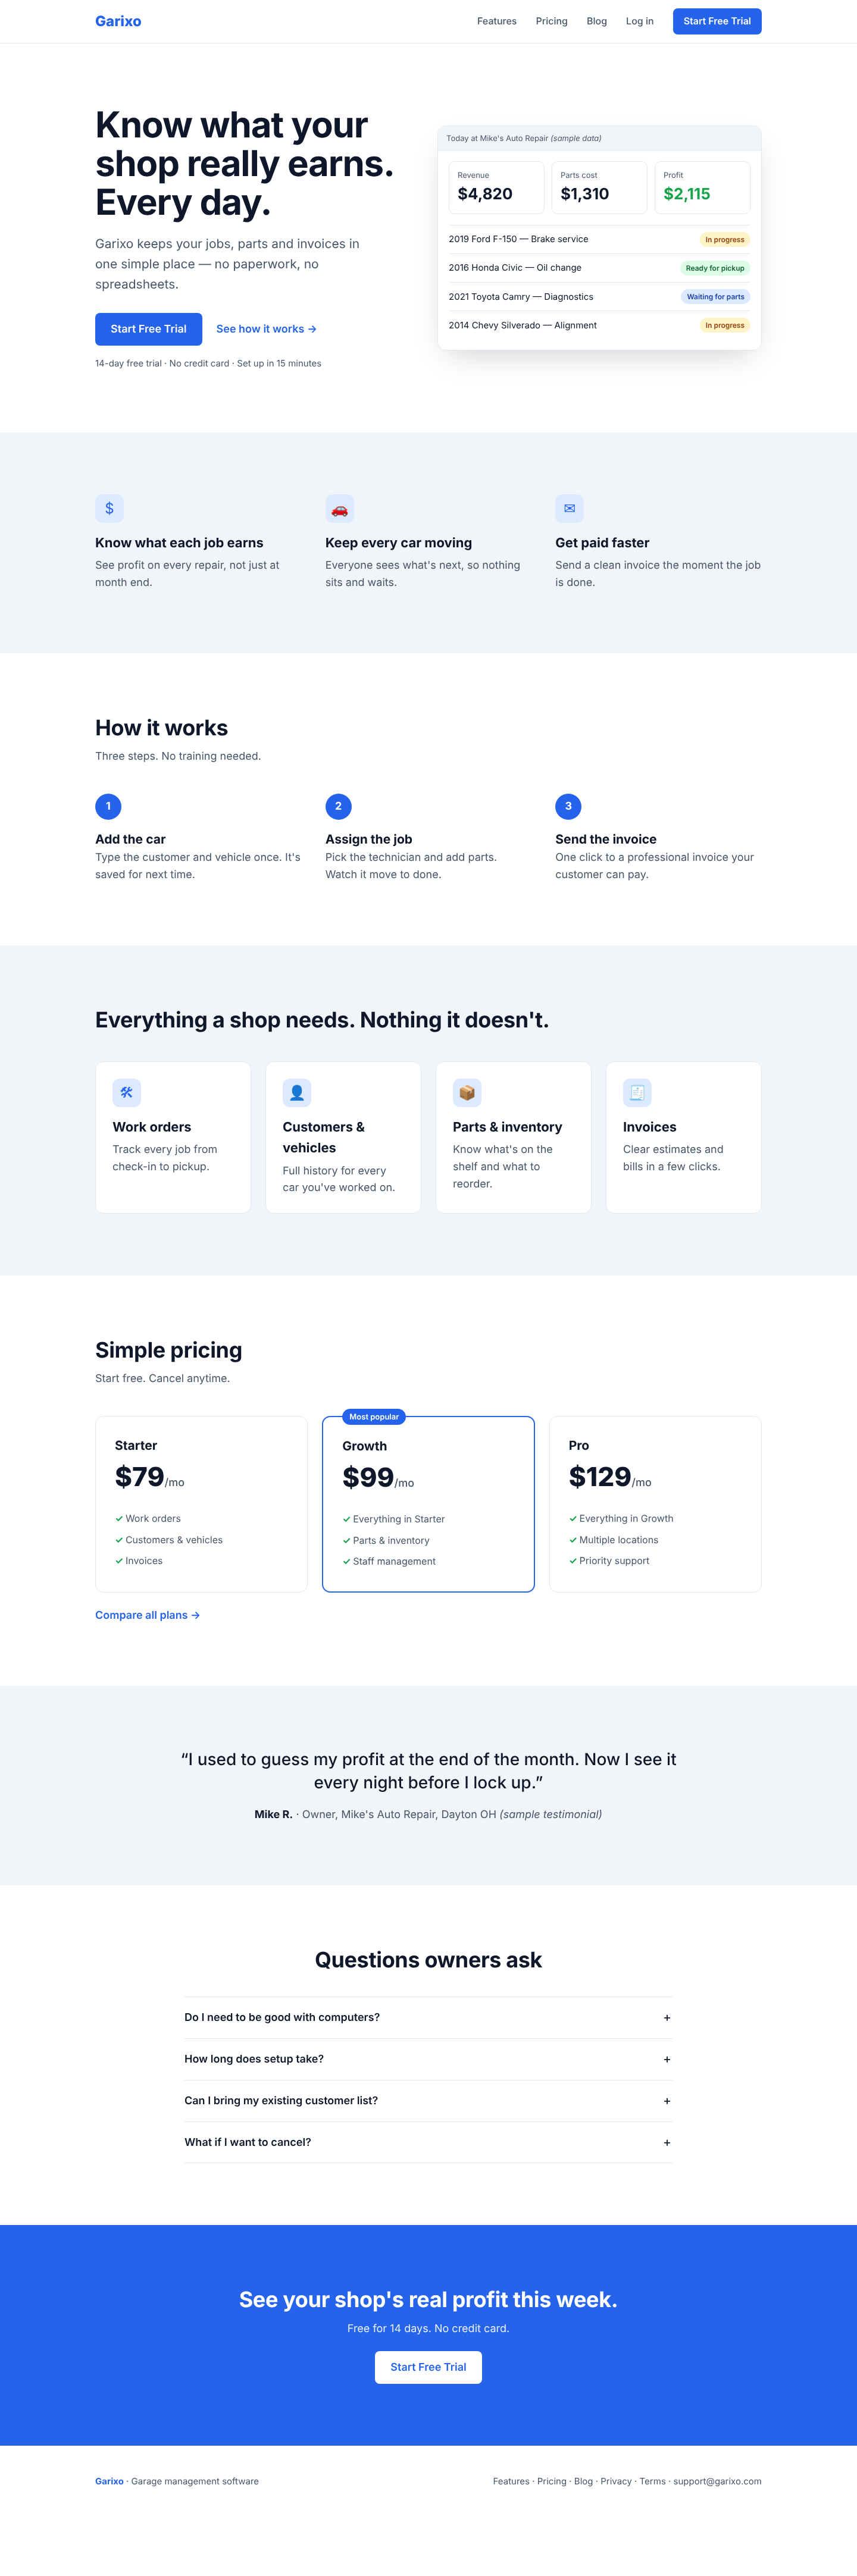 Garixo
Features
Pricing
Blog
Log in
Start Free Trial
Know what your
shop really earns.
Every day.
Garixo keeps your jobs, parts and invoices in
one simple place — no paperwork, no
spreadsheets.
Start Free Trial
See how it works →
14-day free trial · No credit card · Set up in 15 minutes
Today at Mike's Auto Repair (sample data)
Revenue
$4,820
Parts cost
$1,310
Profit
$2,115
2019 Ford F-150 — Brake service
In progress
2016 Honda Civic — Oil change
Ready for pickup
2021 Toyota Camry — Diagnostics
Waiting for parts
2014 Chevy Silverado — Alignment
In progress
$
Know what each job earns
See profit on every repair, not just at
month end.
Keep every car moving
Everyone sees what's next, so nothing
sits and waits.
Get paid faster
Send a clean invoice the moment the job
is done.
How it works
Three steps. No training needed.
1
Add the car
Type the customer and vehicle once. It's
saved for next time.
2
Assign the job
Pick the technician and add parts.
Watch it move to done.
3
Send the invoice
One click to a professional invoice your
customer can pay.
Everything a shop needs. Nothing it doesn't.
Work orders
Track every job from
check-in to pickup.
Customers &
vehicles
Full history for every
car you've worked on.
Parts & inventory
Know what's on the
shelf and what to
reorder.
Invoices
Clear estimates and
bills in a few clicks.
Simple pricing
Start free. Cancel anytime.
Starter
$79/mo
✓ Work orders
✓ Customers & vehicles
✓ Invoices
Most popular
Growth
$99/mo
✓ Everything in Starter
✓ Parts & inventory
✓ Staff management
Pro
$129/mo
✓ Everything in Growth
✓ Multiple locations
✓ Priority support
Compare all plans →
“I used to guess my profit at the end of the month. Now I see it
every night before I lock up.”
Mike R. · Owner, Mike's Auto Repair, Dayton OH (sample testimonial)
Questions owners ask
Do I need to be good with computers? +
How long does setup take? +
Can I bring my existing customer list? +
What if I want to cancel? +
See your shop's real profit this week.
Free for 14 days. No credit card.
Start Free Trial
Garixo · Garage management software
Features · Pricing · Blog · Privacy · Terms · support@garixo.com